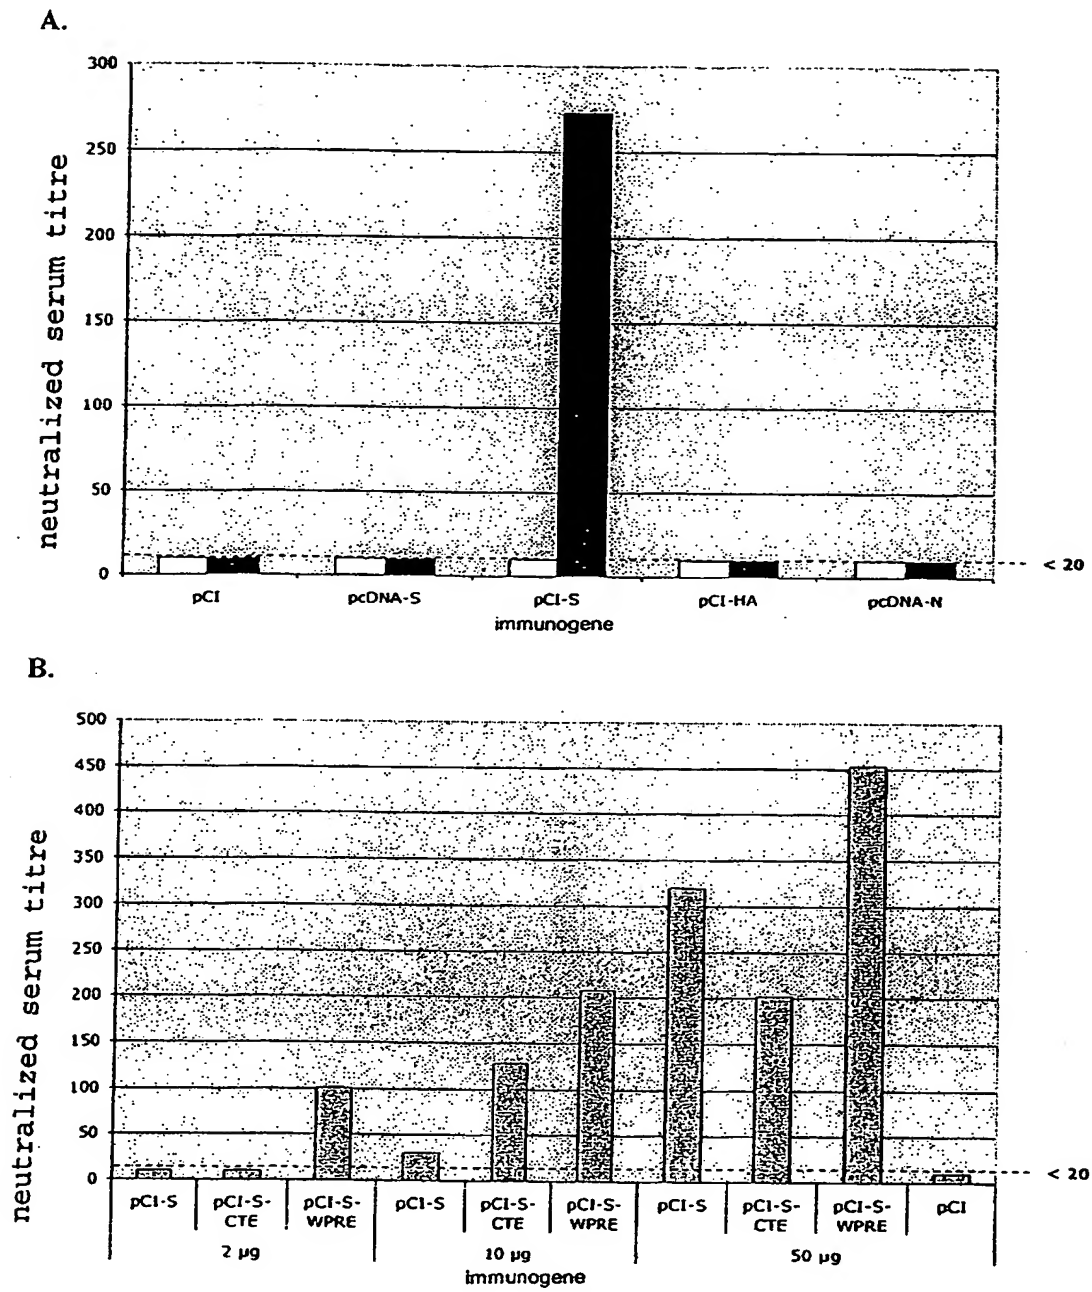 A.
neutralized serum titre
300
250
200
150
100
50
0
< 20
pCI
pcDNA-S
pCI-S
pCI-HA
pcDNA-N
immunogene
B.
neutralized serum titre
500
450
400
350
300
250
200
150
100
50
0
< 20
pCI-S
pCI-S-
CTE
pCI-S-
WPRE
pCI-S
pCI-S-
CTE
pCI-S-
WPRE
pCI-S
pCI-S-
CTE
pCI-S-
WPRE
pCI
2 µg
10 µg
50 µg
immunogene